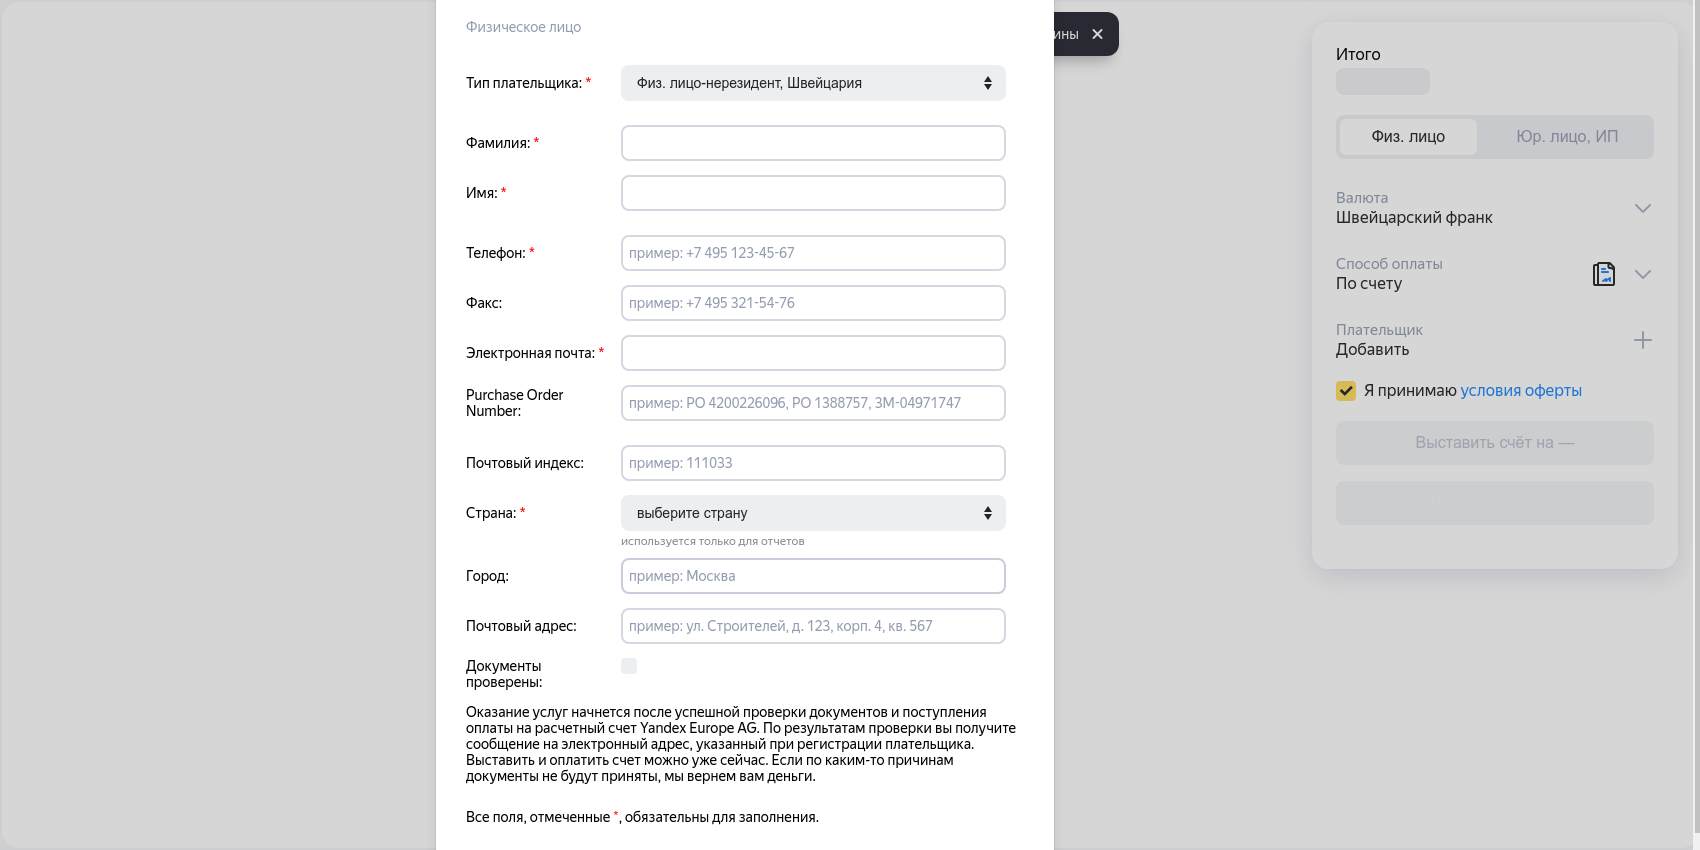 Физическое лицо
Тип плательщика: *
Физ. лицо-нерезидент, Швейцария
Фамилия: *
Имя: *
Телефон: *
пример: +7 495 123-45-67
Факс:
пример: +7 495 321-54-76
Электронная почта: *
Purchase Order
Number:
пример: PO 4200226096, PO 1388757, 3M-04971747
Почтовый индекс:
пример: 111033
Страна: *
выберите страну
используется только для отчетов
Город:
пример: Москва
Почтовый адрес:
пример: ул. Строителей, д. 123, корп. 4, кв. 567
Документы
проверены:
Оказание услуг начнется после успешной проверки документов и поступления
оплаты на расчетный счет Yandex Europe AG. По результатам проверки вы получите
сообщение на электронный адрес, указанный при регистрации плательщика.
Выставить и оплатить счет можно уже сейчас. Если по каким-то причинам
документы не будут приняты, мы вернем вам деньги.
Все поля, отмеченные *, обязательны для заполнения.
Итого
Физ. лицо
Юр. лицо, ИП
Валюта
Швейцарский франк
Способ оплаты
По счету
Плательщик
Добавить
Я принимаю условия оферты
Выставить счёт на —